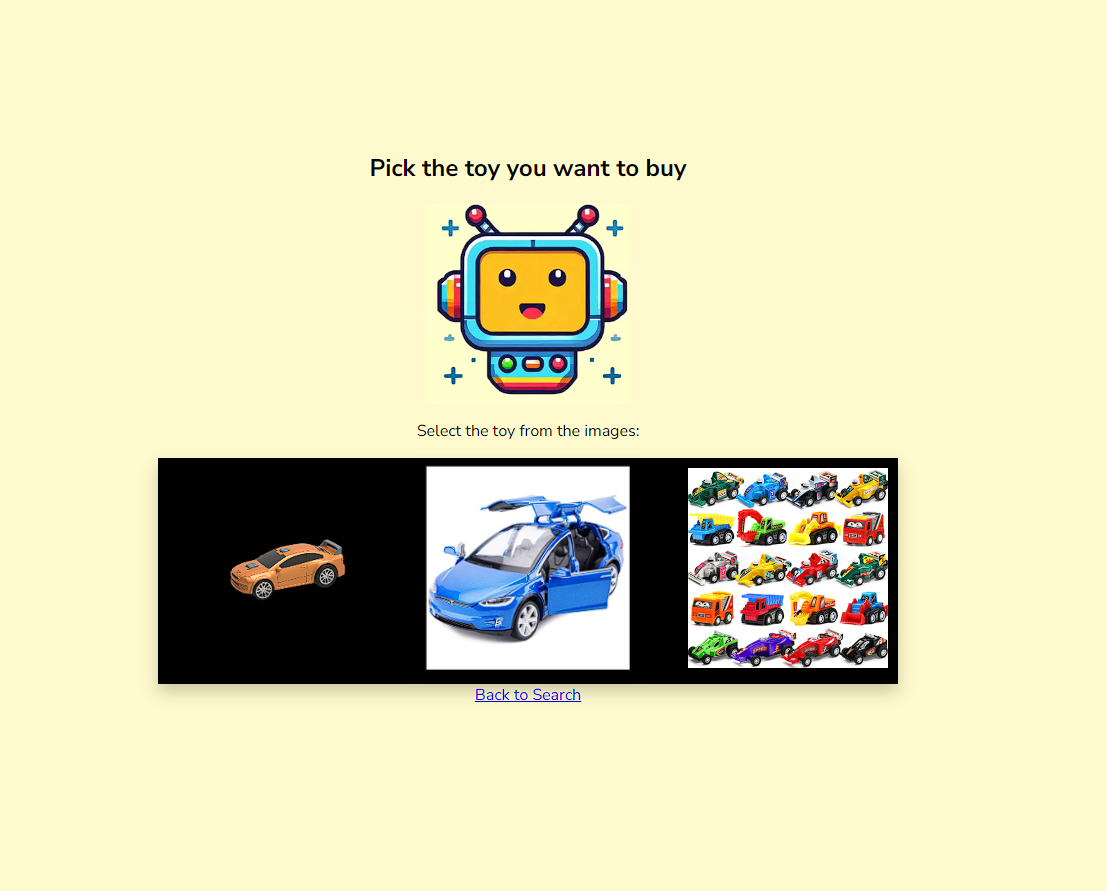 Pick the toy you want to buy
Select the toy from the images:
Back to Search